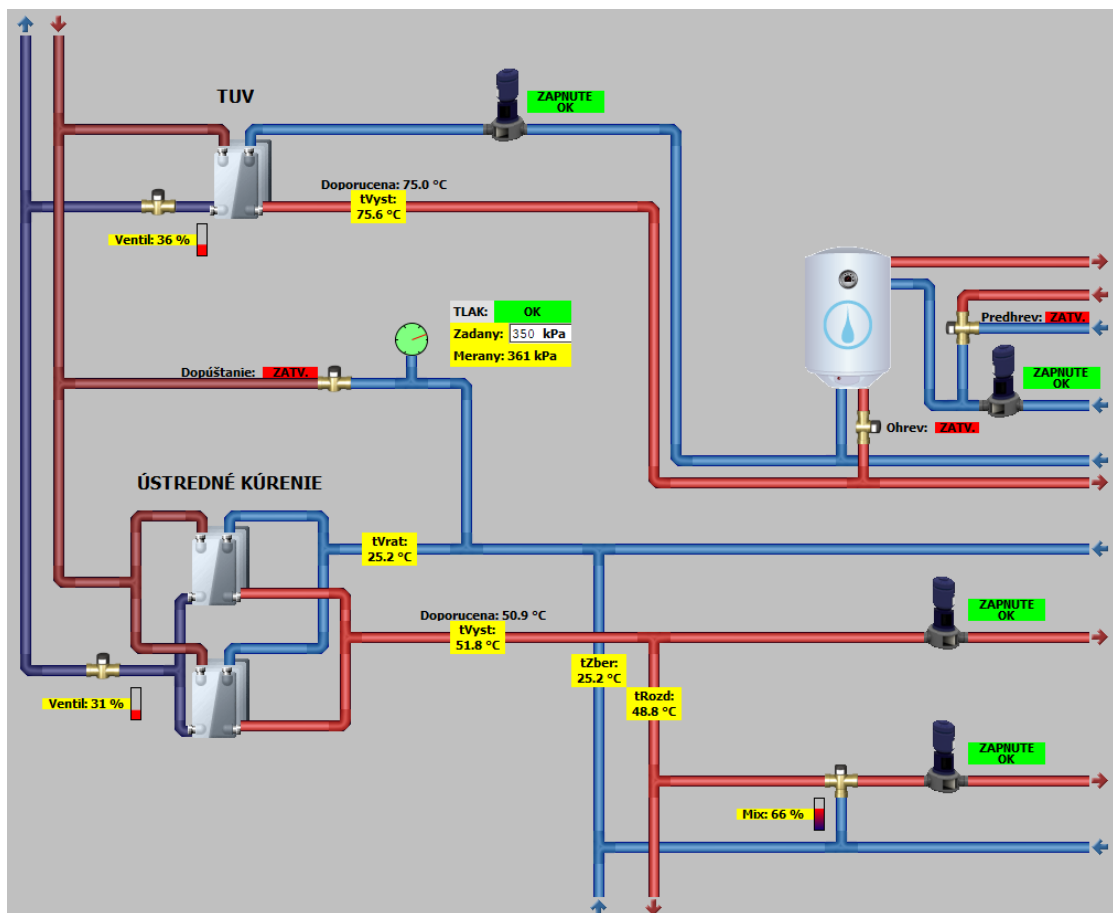 TUV
ZAPNUTE
OK
Doporucena: 75.0 °C
tVyst:
75.6 °C
Ventil: 36 %
TLAK: OK
Zadany: 350 kPa
Merany: 361 kPa
Predhrev: ZATV.
Dopúštanie: ZATV.
ZAPNUTE
OK
Ohrev: ZATV.
ÚSTREDNÉ KÚRENIE
tVrat:
25.2 °C
Doporucena: 50.9 °C
tVyst:
51.8 °C
ZAPNUTE
OK
tZber:
25.2 °C
tRozd:
48.8 °C
Ventil: 31 %
ZAPNUTE
OK
Mix: 66 %